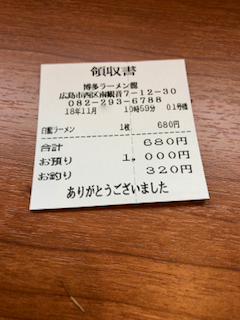 領収書
博多ラーメン館
広島市西区南観音7-12-30
082-293-6788
18年11月 10時59分 01号機
白藍ラーメン 1枚 680円
合計 680円
お預り 1,000円
お釣り 320円
ありがとうございました